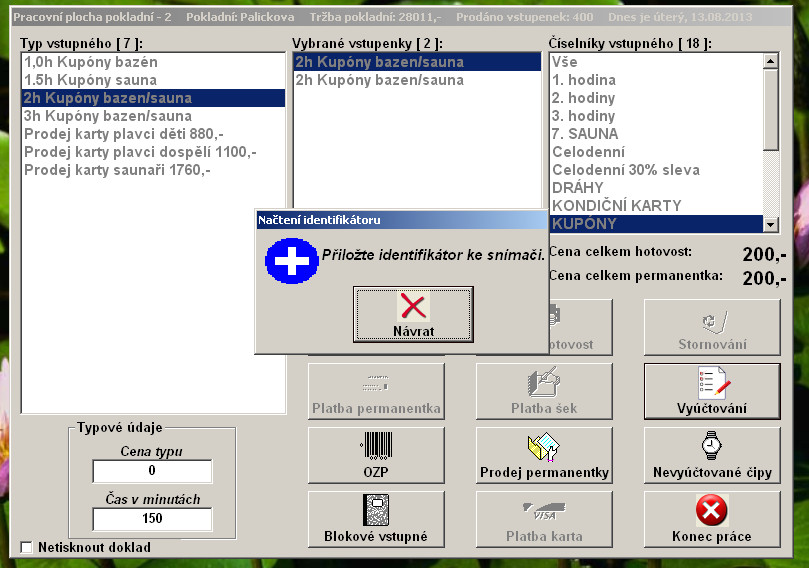 Pracovní plocha pokladní - 2 Pokladní: Palickova Tržba pokladní: 28011,- Prodáno vstupenek: 400 Dnes je úterý, 13.08.2013
Typ vstupného [ 7 ]:
1,0h Kupóny bazén
1.5h Kupóny sauna
2h Kupóny bazen/sauna
3h Kupóny bazen/sauna
Prodej karty plavci děti 880,-
Prodej karty plavci dospělí 1100,-
Prodej karty saunaři 1760,-
Vybrané vstupenky [ 2 ]:
2h Kupóny bazen/sauna
2h Kupóny bazen/sauna
Číselníky vstupného [ 18 ]:
Vše
1. hodina
2. hodiny
3. hodiny
7. SAUNA
Celodenní
Celodenní 30% sleva
DRÁHY
KONDIČNÍ KARTY
KUPÓNY
Načtení identifikátoru
Přiložte identifikátor ke snímači.
Návrat
Cena celkem hotovost: 200,-
Cena celkem permanentka: 200,-
otovost
Stornování
Platba permanentka
Platba šek
Vyúčtování
Typové údaje
Cena typu
0
Čas v minutách
150
OZP
Prodej permanentky
Nevyúčtované čipy
Blokové vstupné
VISA
Platba karta
Konec práce
Netisknout doklad